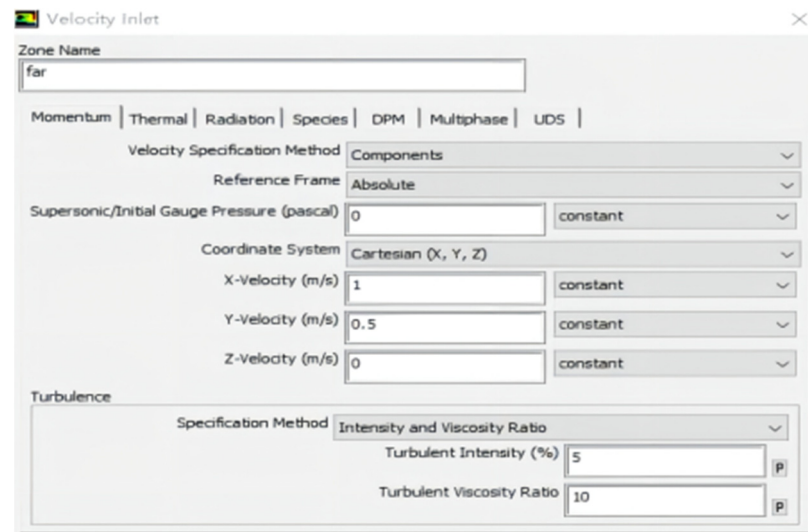 Velocity Inlet
Zone Name
far
Momentum Thermal Radiation Species DPM Multiphase UDS
Velocity Specification Method Components
Reference Frame Absolute
Supersonic/Initial Gauge Pressure (pascal) 0 constant
Coordinate System Cartesian (X, Y, Z)
X-Velocity (m/s) 1 constant
Y-Velocity (m/s) 0.5 constant
Z-Velocity (m/s) 0 constant
Turbulence
Specification Method Intensity and Viscosity Ratio
Turbulent Intensity (%) 5 P
Turbulent Viscosity Ratio 10 P